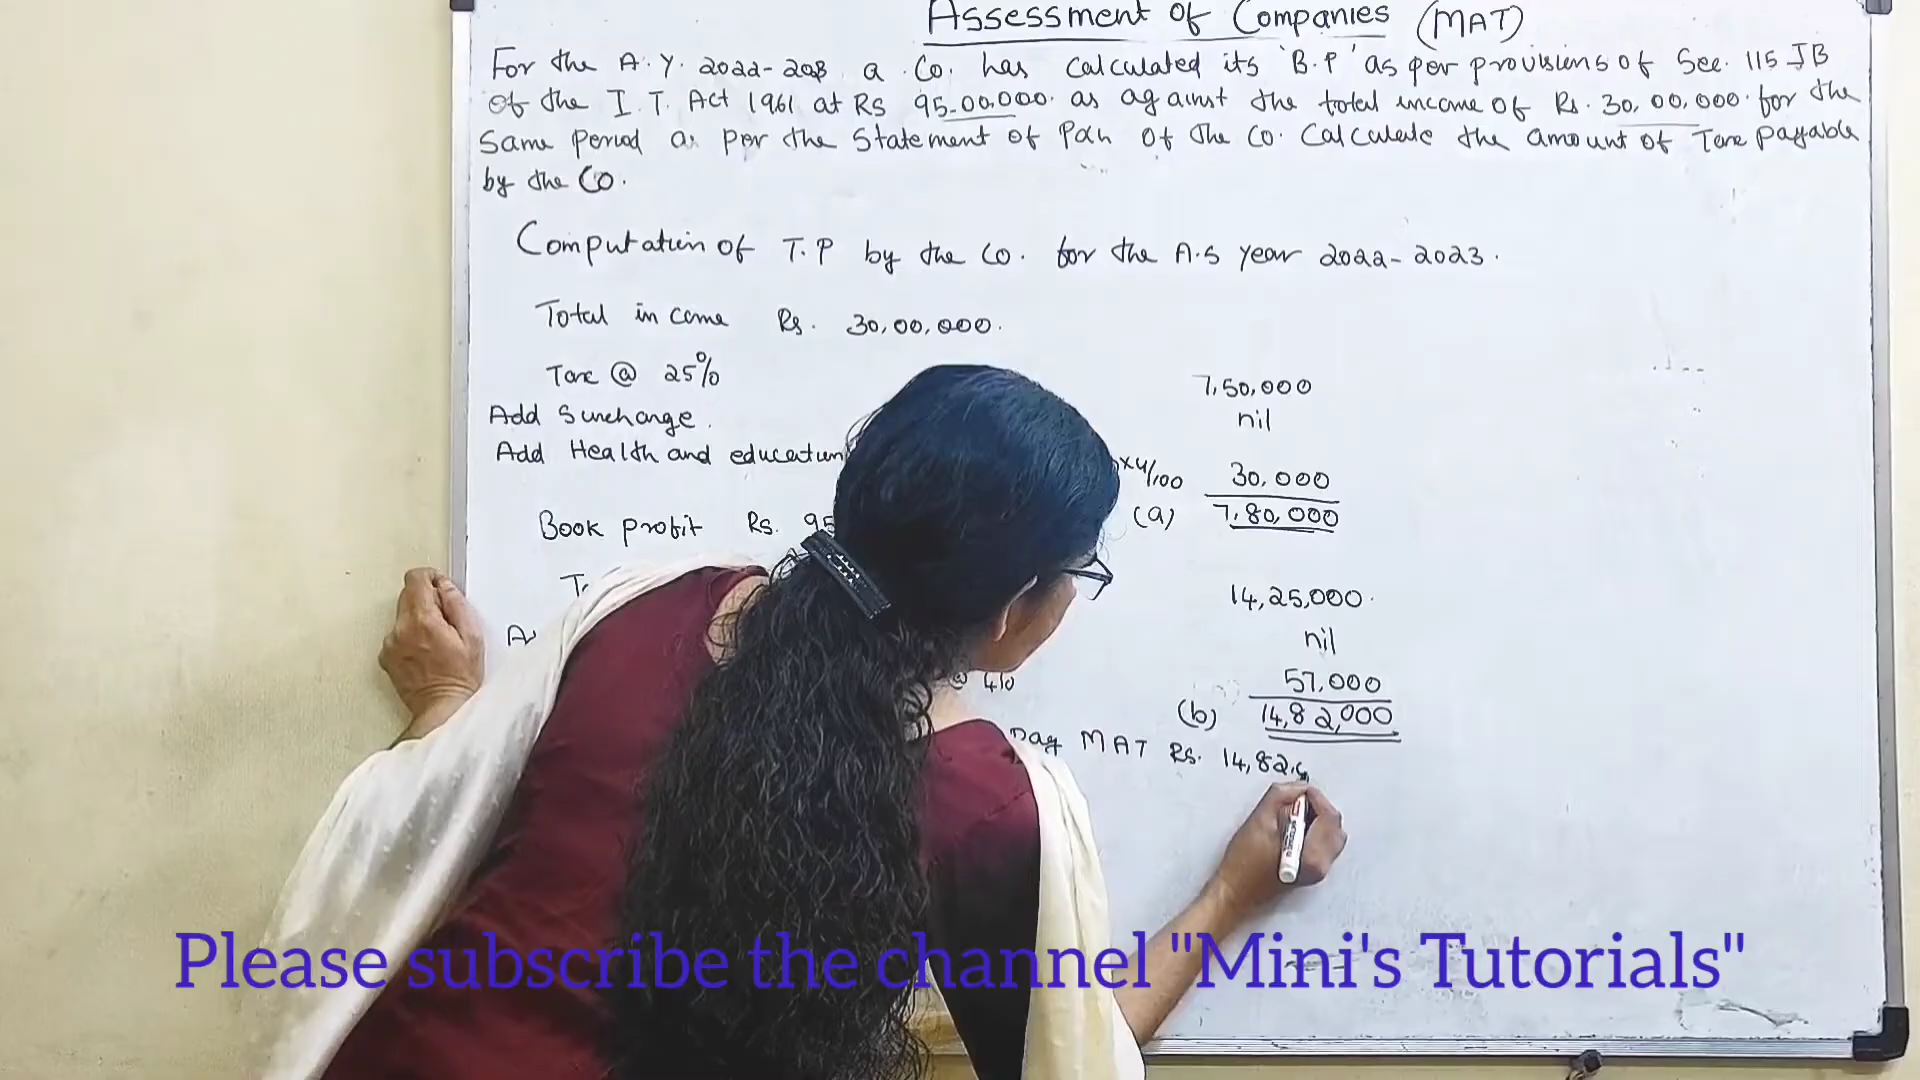 Assessment of Companies (MAT)
For the A.Y. 2022-2023 a Co. has calculated its 'B.P' as per provisions of Sec. 115 JB
of the I.T. Act 1961 at Rs 95,00,000. as against the total income of Rs. 30,00,000. for the
Same Period as per the Statement of P&L of the Co. Calculate the amount of Tax payable
by the Co.
Computation of T.P by the Co. for the A.S year 2022-2023.
Total income Rs. 30,00,000.
Tax @ 25% 7,50,000
Add Surcharge. nil
Add Health and education ×4/100 30,000
(a) 7,80,000
Book profit Rs. 95
14,25,000.
nil
@ 4% 57,000
(b) 14,82,000
Pay MAT Rs. 14,82,
Please subscribe the channel "Mini's Tutorials"